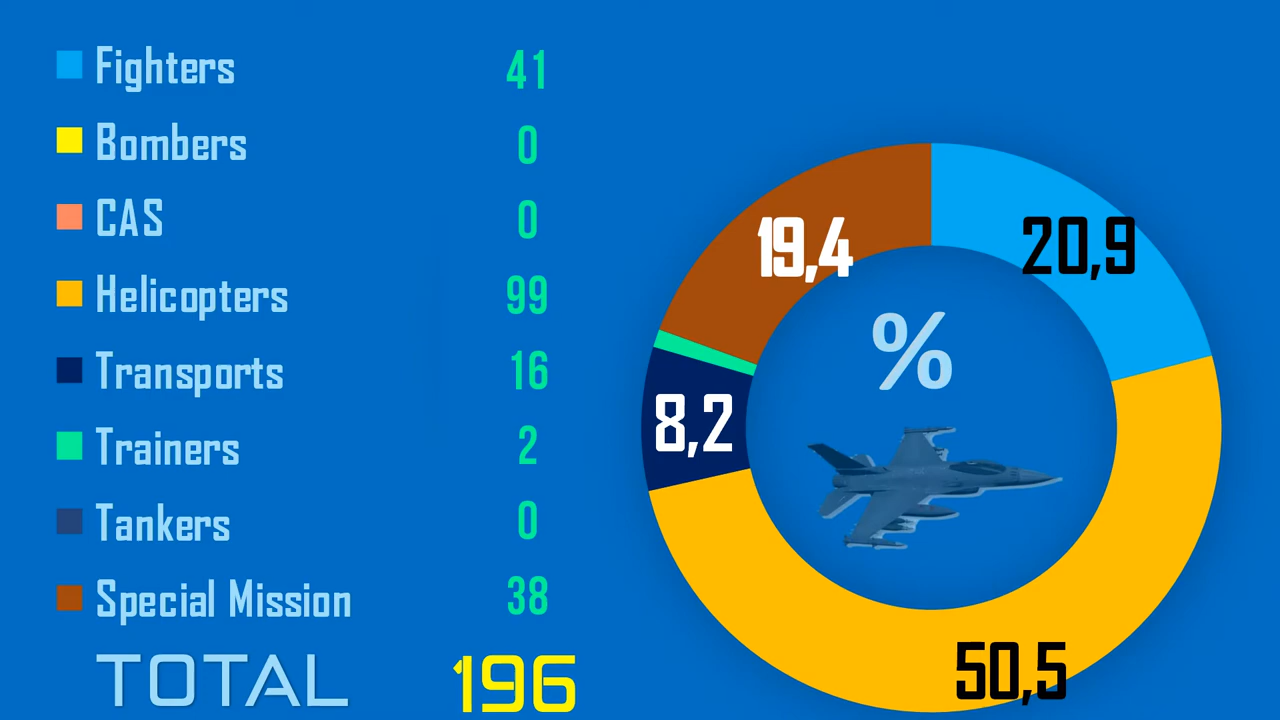 Fighters 41
Bombers 0
CAS 0
Helicopters 99
Transports 16
Trainers 2
Tankers 0
Special Mission 38
TOTAL 196
19,4
20,9
%
8,2
50,5